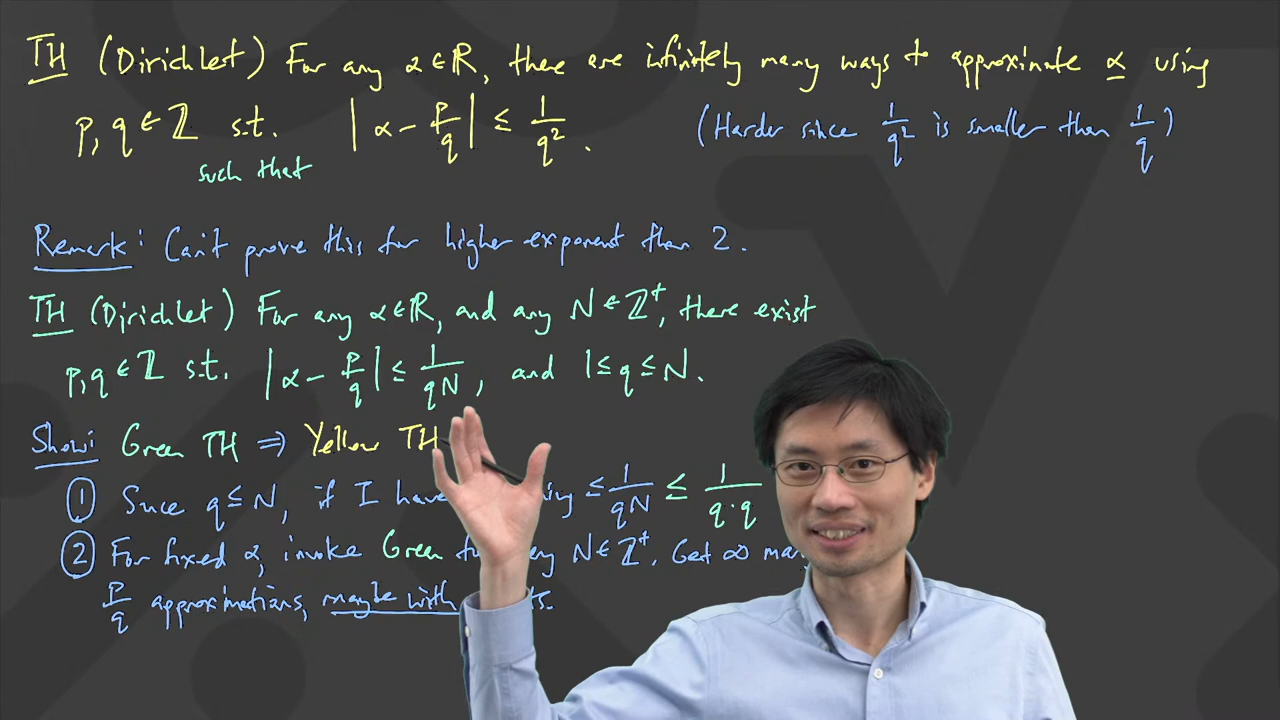 TH (Dirichlet) For any α∈ℝ, there are infinitely many ways to approximate α using
p, q ∈ ℤ s.t. |α - p/q| ≤ 1/q². (Harder since 1/q² is smaller than 1/q)
such that
Remark: Can't prove this for higher exponent than 2.
TH (Dirichlet) For any α∈ℝ, and any N∈ℤ⁺, there exist
p,q ∈ ℤ s.t. |α - p/q| ≤ 1/qN, and 1≤q≤N.
Show: Green TH ⇒ Yellow TH
① Since q≤N, if I have ≤ 1/qN ≤ 1/q·q
② For fixed α, invoke Green N∈ℤ⁺. Get ∞
p/q approximations, maybe with